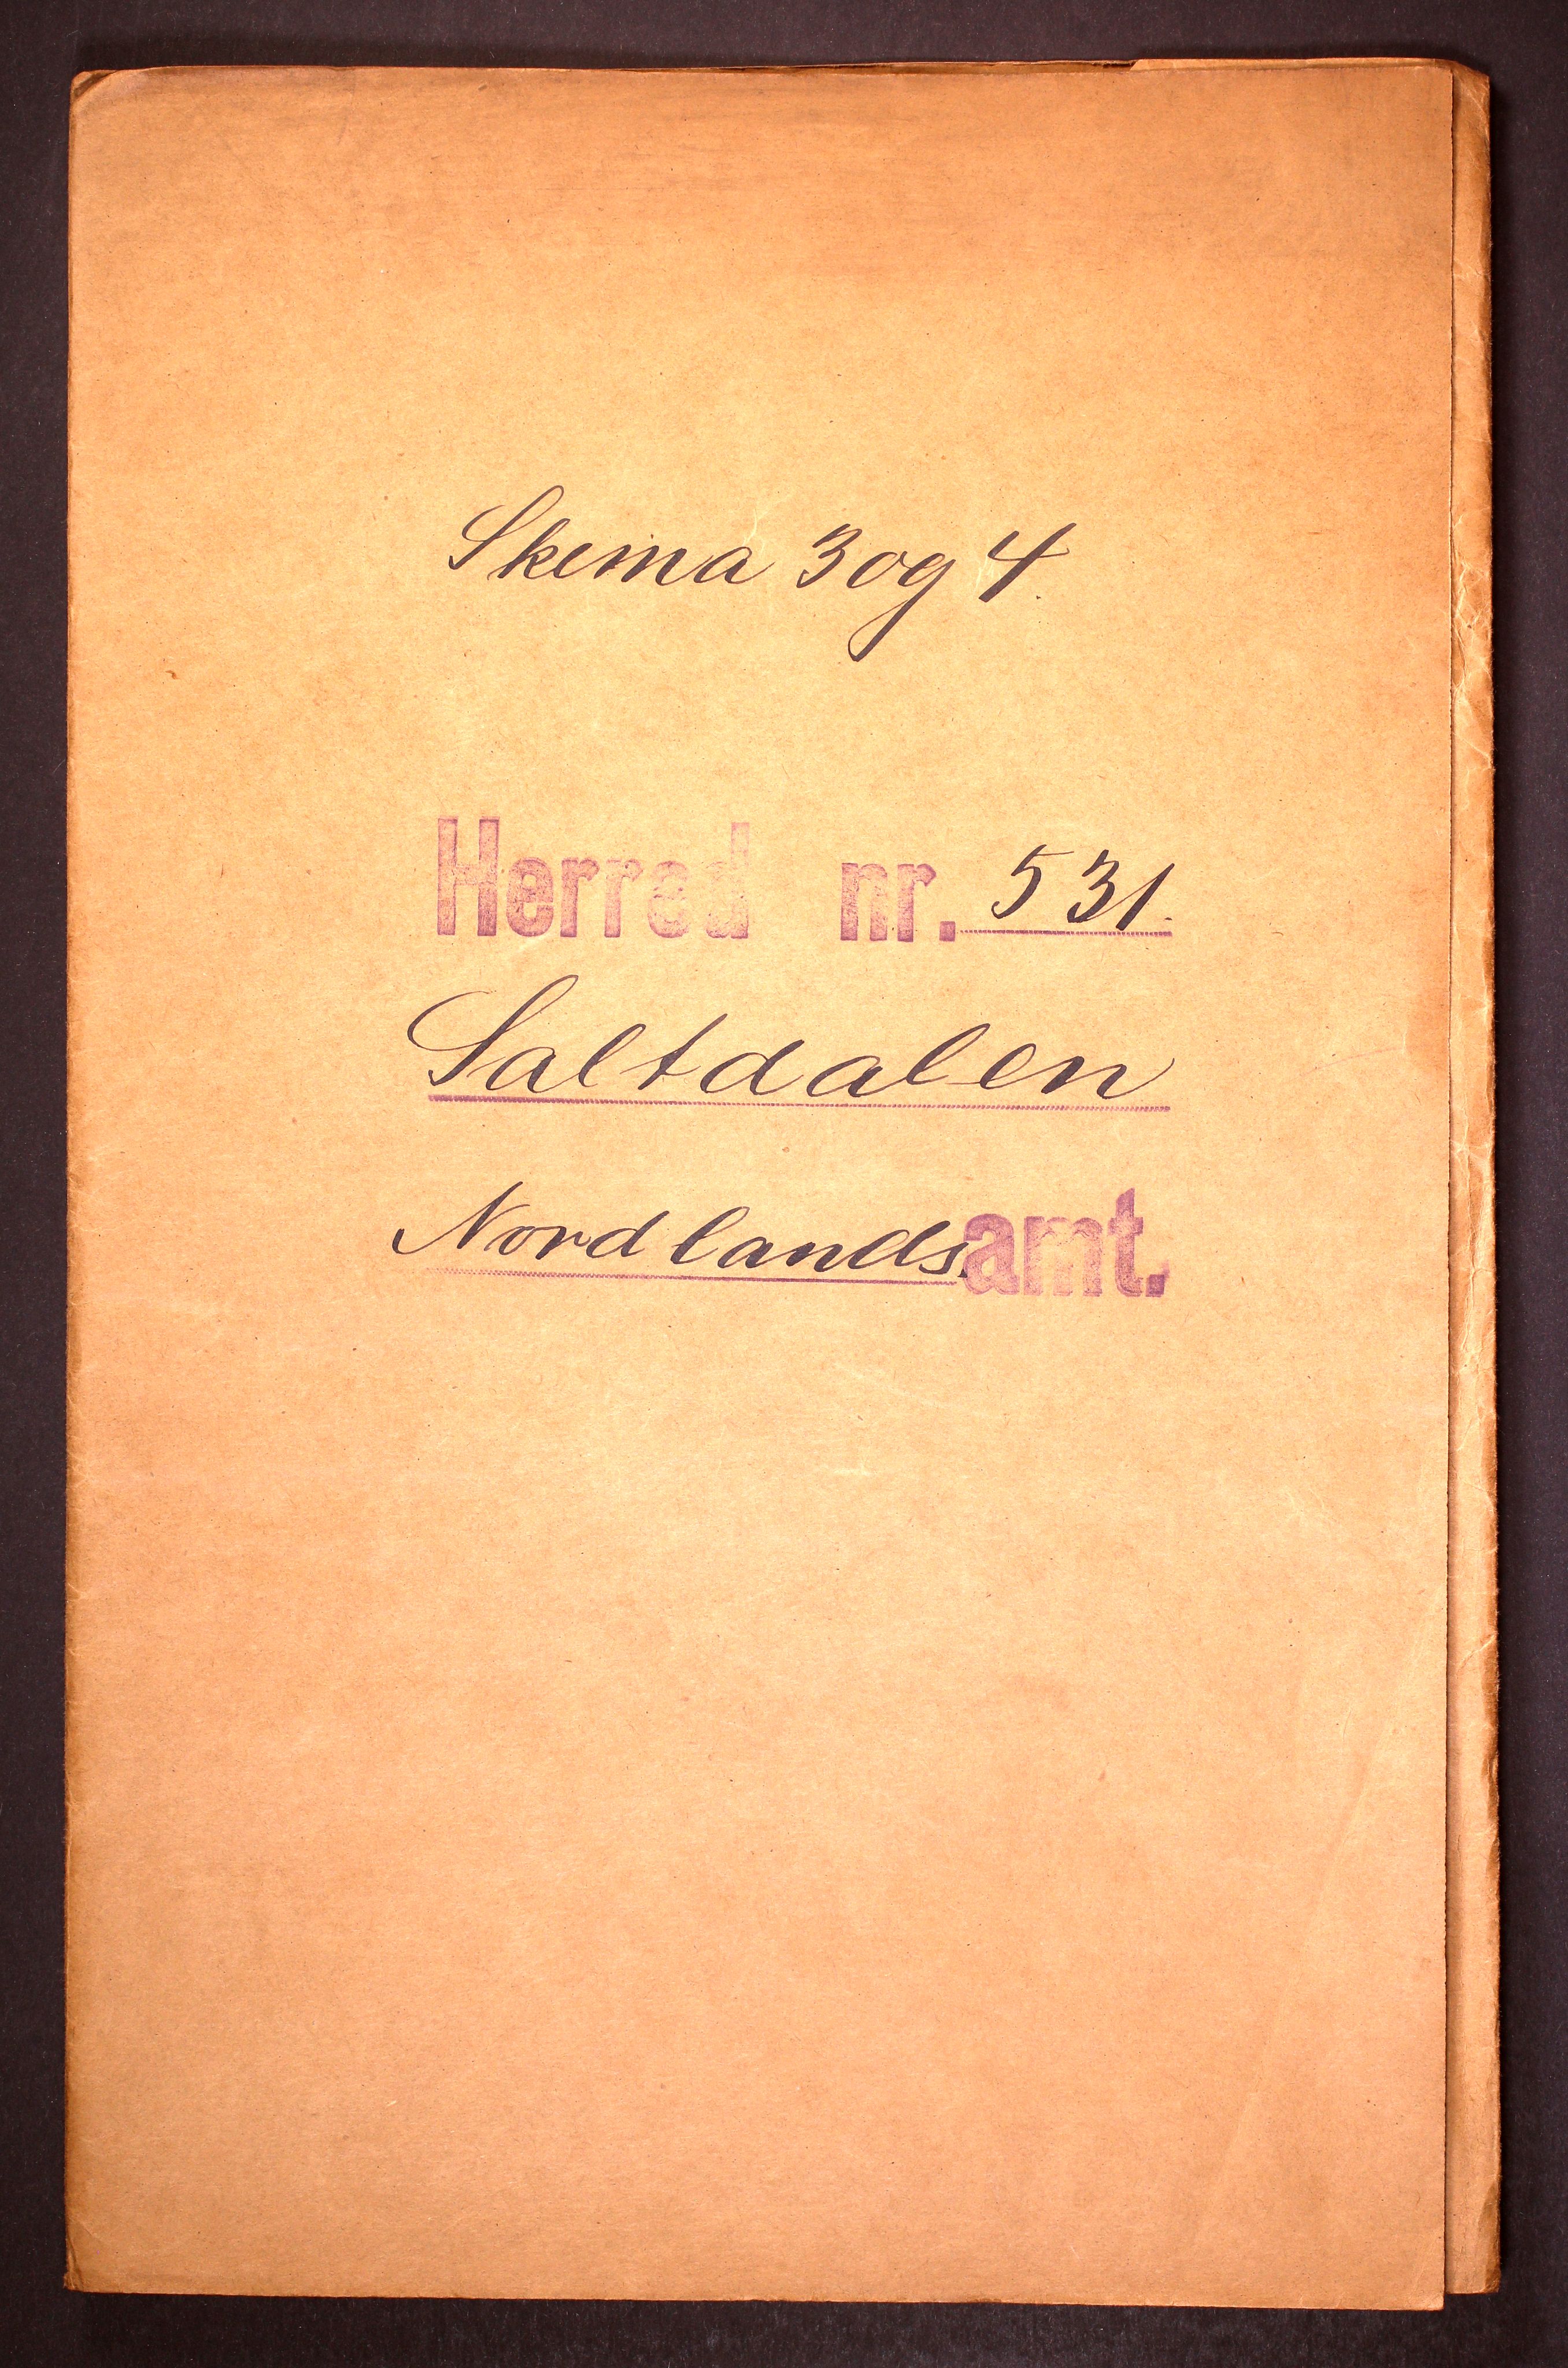 Skema 3 og 4.
Herred nr. 531.
Saltdalen
Nordlands amt.